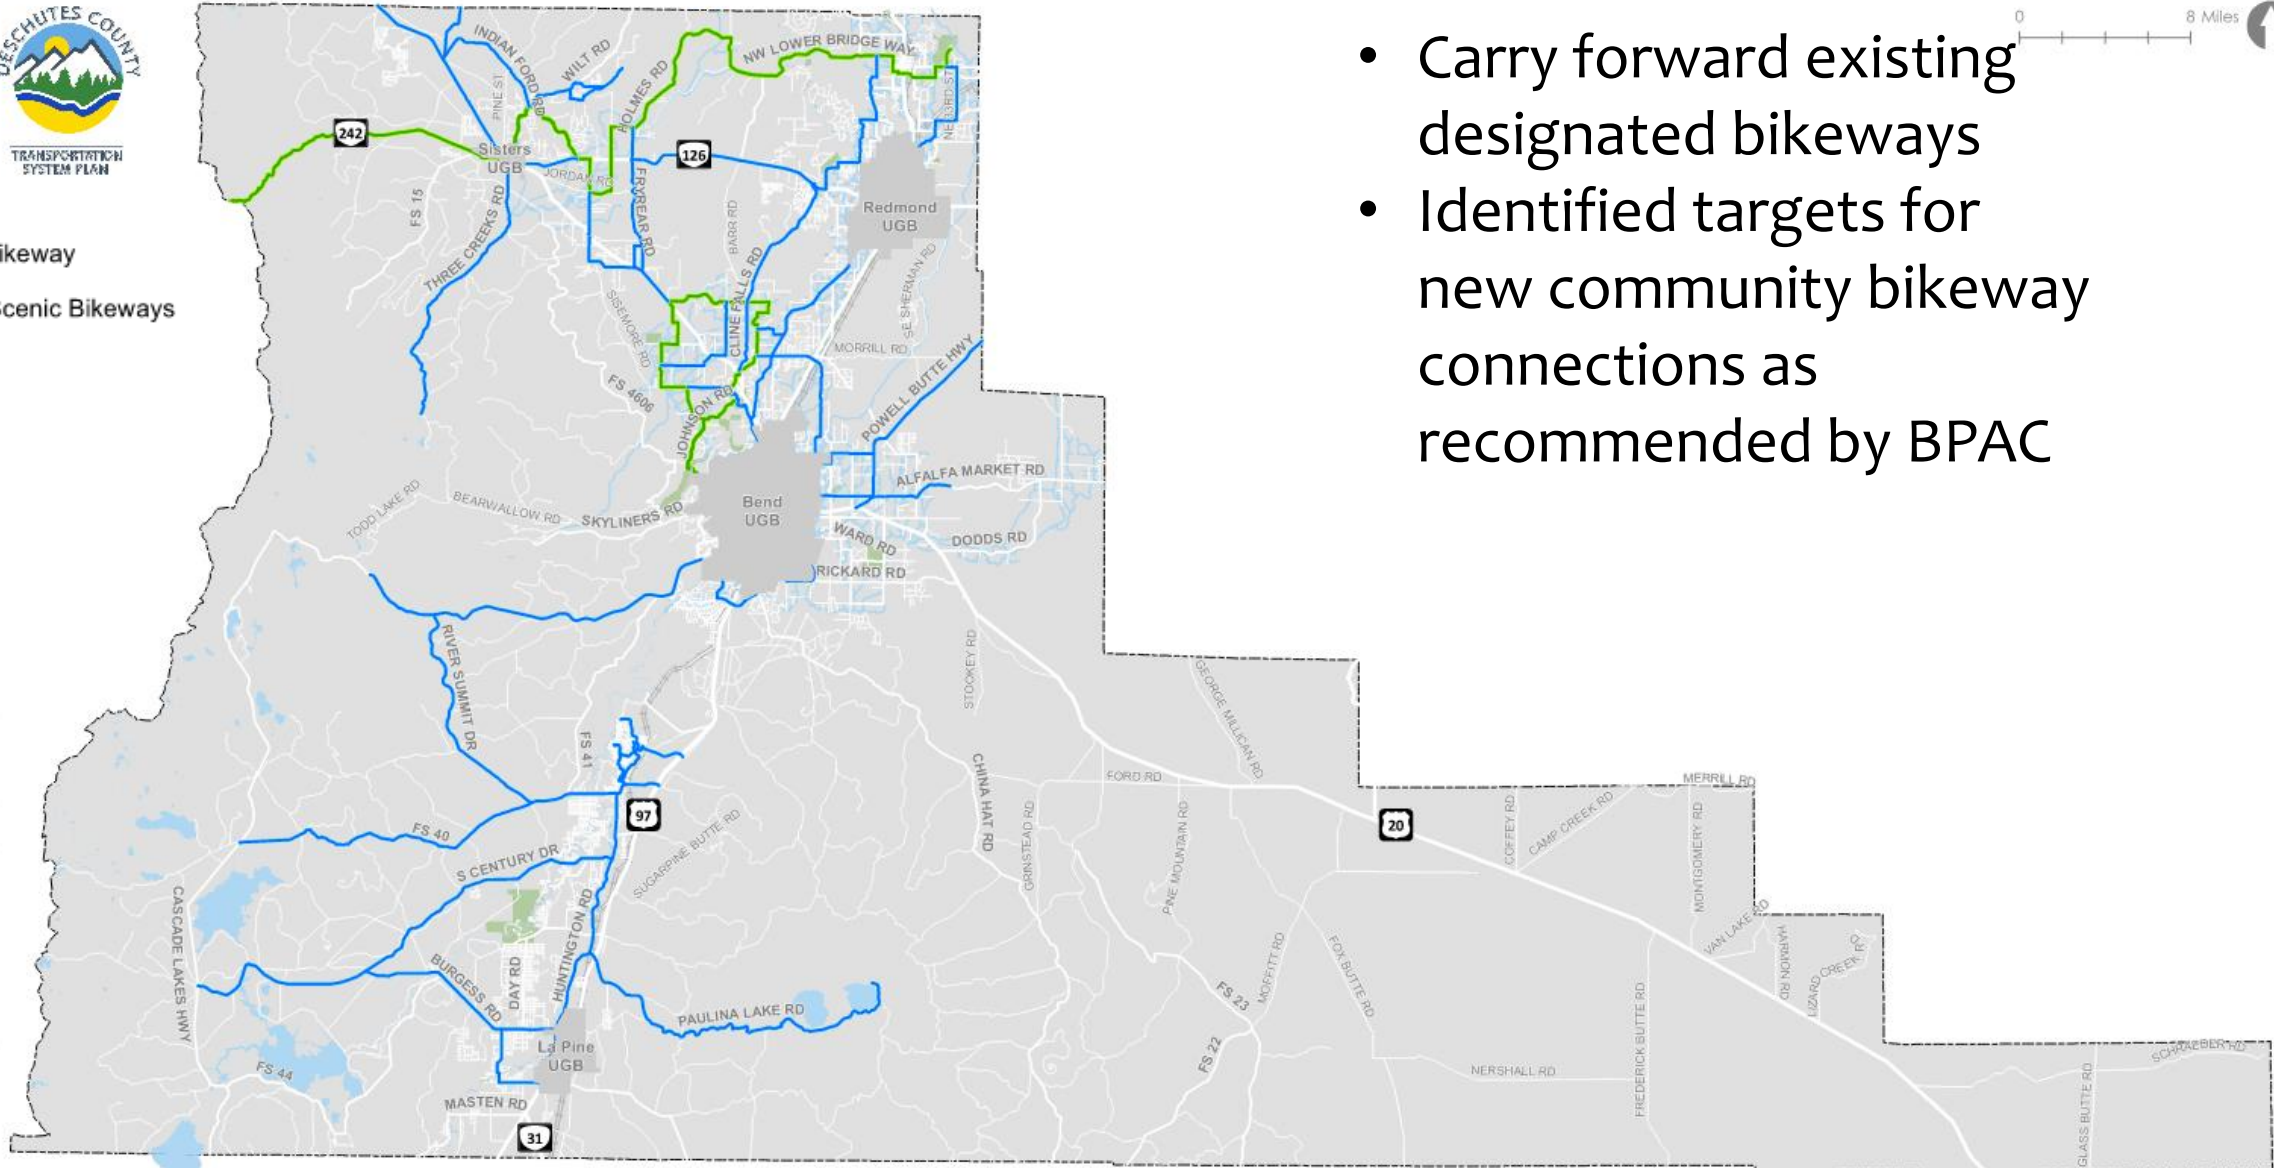 DESCHUTES COUNTY
TRANSPORTATION
SYSTEM PLAN
ikeway
Scenic Bikeways
0
8 Miles
• Carry forward existing
designated bikeways
• Identified targets for
new community bikeway
connections as
recommended by BPAC
INDIAN FORD RD
WILT RD
PINE ST
HOLMES RD
NW LOWER BRIDGE WAY
NE 33RD ST
242
Sisters
UGB
JORDAN RD
126
FRYREAR RD
BARR RD
Redmond
UGB
FS 15
THREE CREEKS RD
SISEMORE RD
CLINE FALLS RD
SE SHERMAN RD
MORRILL RD
POWELL BUTTE HWY
FS 4606
JOHNSON RD
ALFALFA MARKET RD
TODD LAKE RD
BEARWALLOW RD
SKYLINERS RD
Bend
UGB
WARD RD
DODDS RD
RICKARD RD
RIVER SUMMIT DR
STOOKEY RD
GEORGE MILLICAN RD
FS 41
CHINA HAT RD
FORD RD
MERRILL RD
97
20
FS 40
SUGARPINE BUTTE RD
GRINSTEAD RD
PINE MOUNTAIN RD
COFFEY RD
CAMP CREEK RD
MONTGOMERY RD
S CENTURY DR
CASCADE LAKES HWY
HUNTINGTON RD
DAY RD
BURGESS RD
PAULINA LAKE RD
VAN LAKE RD
HARMON RD
LIZARD CREEK RD
MOFFITT RD
FOX BUTTE RD
FS 23
FREDERICK BUTTE RD
La Pine
UGB
FS 44
FS 22
NERSHALL RD
SCHRAEDER RD
GLASS BUTTE RD
MASTEN RD
31